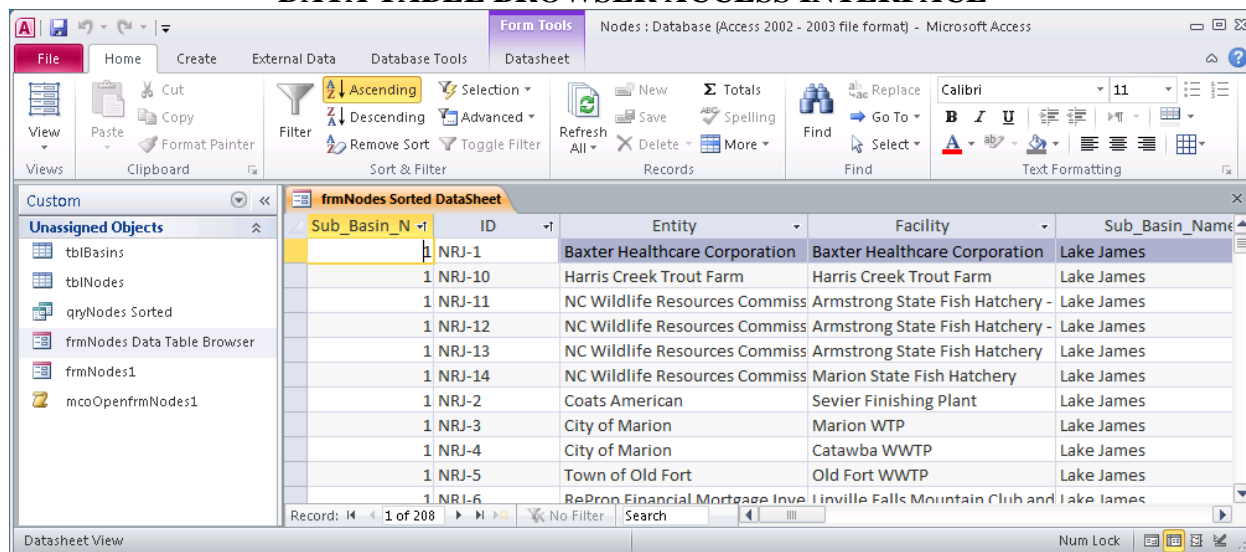 DATA TABLE BROWSER ACCESS INTERFACE
Form Tools Nodes : Database (Access 2002 - 2003 file format) - Microsoft Access
File Home Create External Data Database Tools Datasheet
View
Views
Paste
Cut
Copy
Format Painter
Clipboard
Filter
Ascending
Descending
Remove Sort
Selection
Advanced
Toggle Filter
Sort & Filter
Refresh All
New
Save
Delete
Totals
Spelling
More
Records
Find
Replace
Go To
Select
Find
Calibri 11
B I U
Text Formatting
Custom
Unassigned Objects
tblBasins
tblNodes
qryNodes Sorted
frmNodes Data Table Browser
frmNodes1
mcoOpenfrmNodes1
frmNodes Sorted DataSheet
Sub_Basin_N ID Entity Facility Sub_Basin_Name
1 NRJ-1 Baxter Healthcare Corporation Baxter Healthcare Corporation Lake James
1 NRJ-10 Harris Creek Trout Farm Harris Creek Trout Farm Lake James
1 NRJ-11 NC Wildlife Resources Commiss Armstrong State Fish Hatchery - Lake James
1 NRJ-12 NC Wildlife Resources Commiss Armstrong State Fish Hatchery - Lake James
1 NRJ-13 NC Wildlife Resources Commiss Armstrong State Fish Hatchery Lake James
1 NRJ-14 NC Wildlife Resources Commiss Marion State Fish Hatchery Lake James
1 NRJ-2 Coats American Sevier Finishing Plant Lake James
1 NRJ-3 City of Marion Marion WTP Lake James
1 NRJ-4 City of Marion Catawba WWTP Lake James
1 NRJ-5 Town of Old Fort Old Fort WWTP Lake James
1 NRJ-6 ReProp Financial Mortgage Inve Linville Falls Mountain Club and Lake James
Record: 1 of 208 No Filter Search
Datasheet View Num Lock